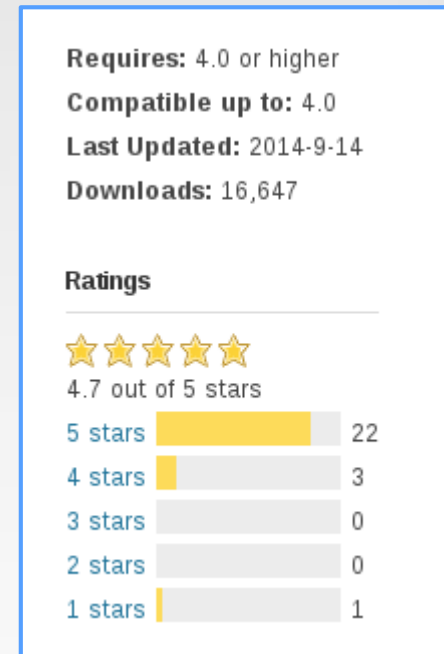 Requires: 4.0 or higher
Compatible up to: 4.0
Last Updated: 2014-9-14
Downloads: 16,647
Ratings
4.7 out of 5 stars
5 stars 22
4 stars 3
3 stars 0
2 stars 0
1 stars 1